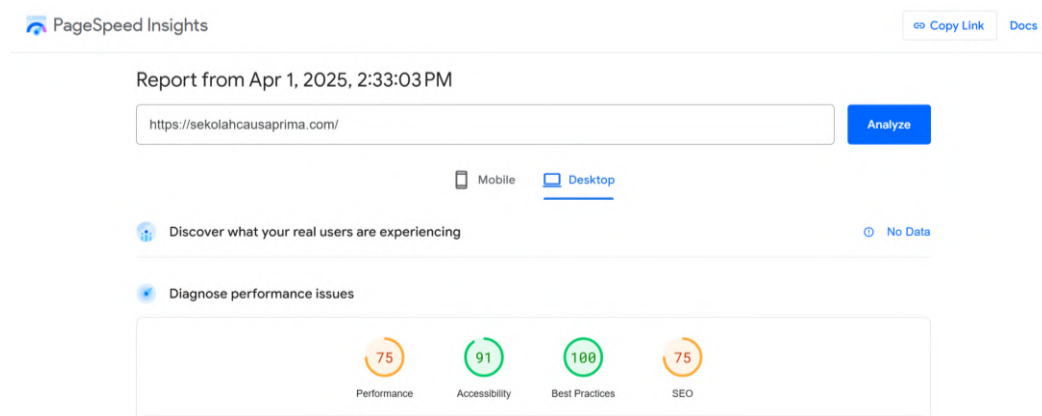 PageSpeed Insights
Copy Link Docs
Report from Apr 1, 2025, 2:33:03 PM
https://sekolahcausaprima.com/
Analyze
Mobile Desktop
Discover what your real users are experiencing No Data
Diagnose performance issues
75 91 100 75
Performance Accessibility Best Practices SEO